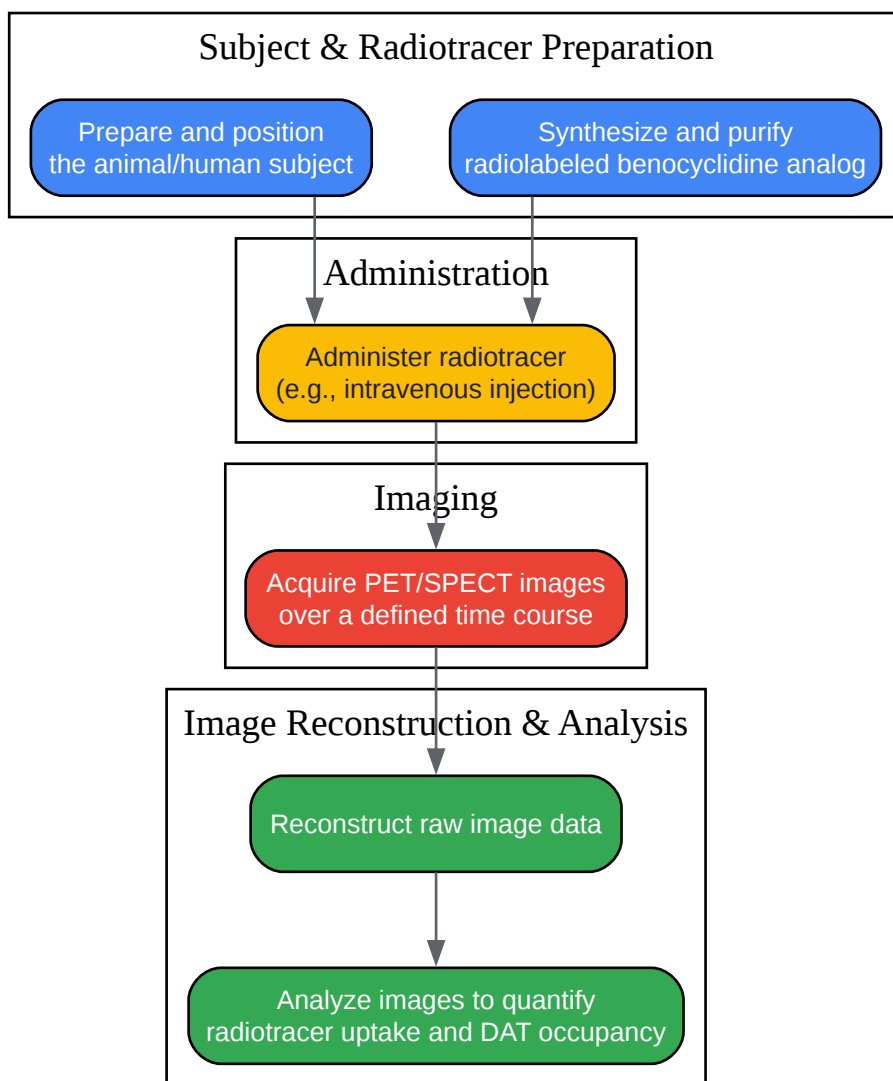 Subject & Radiotracer Preparation
Prepare and position
the animal/human subject
Synthesize and purify
radiolabeled benocyclidine analog
Administration
Administer radiotracer
(e.g., intravenous injection)
Imaging
Acquire PET/SPECT images
over a defined time course
Image Reconstruction & Analysis
Reconstruct raw image data
Analyze images to quantify
radiotracer uptake and DAT occupancy